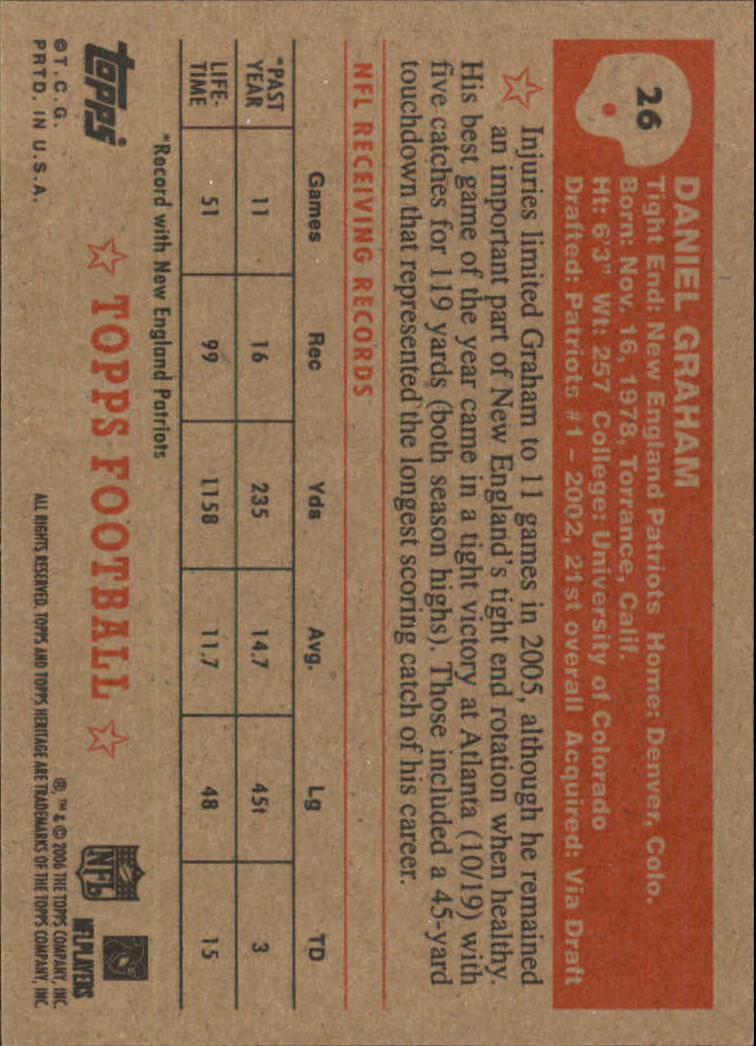 26
DANIEL GRAHAM
Tight End: New England Patriots Home: Denver, Colo.
Born: Nov. 16, 1978, Torrance, Calif.
Ht: 6'3" Wt: 257 College: University of Colorado
Drafted: Patriots #1 – 2002, 21st overall Acquired: Via Draft
Injuries limited Graham to 11 games in 2005, although he remained
an important part of New England's tight end rotation when healthy.
His best game of the year came in a tight victory at Atlanta (10/19) with
five catches for 119 yards (both season highs). Those included a 45-yard
touchdown that represented the longest scoring catch of his career.
NFL RECEIVING RECORDS
Games Rec Yds Avg. Lg TD
*PAST YEAR 11 16 235 14.7 45t 3
LIFE-TIME 51 99 1158 11.7 48 15
*Record with New England Patriots
topps
TOPPS FOOTBALL
NFL
NFLPLAYERS
©T.C.G.
PRTD. IN U.S.A.
®, ™ & © 2006 THE TOPPS COMPANY, INC.
ALL RIGHTS RESERVED. TOPPS AND TOPPS HERITAGE ARE TRADEMARKS OF THE TOPPS COMPANY, INC.